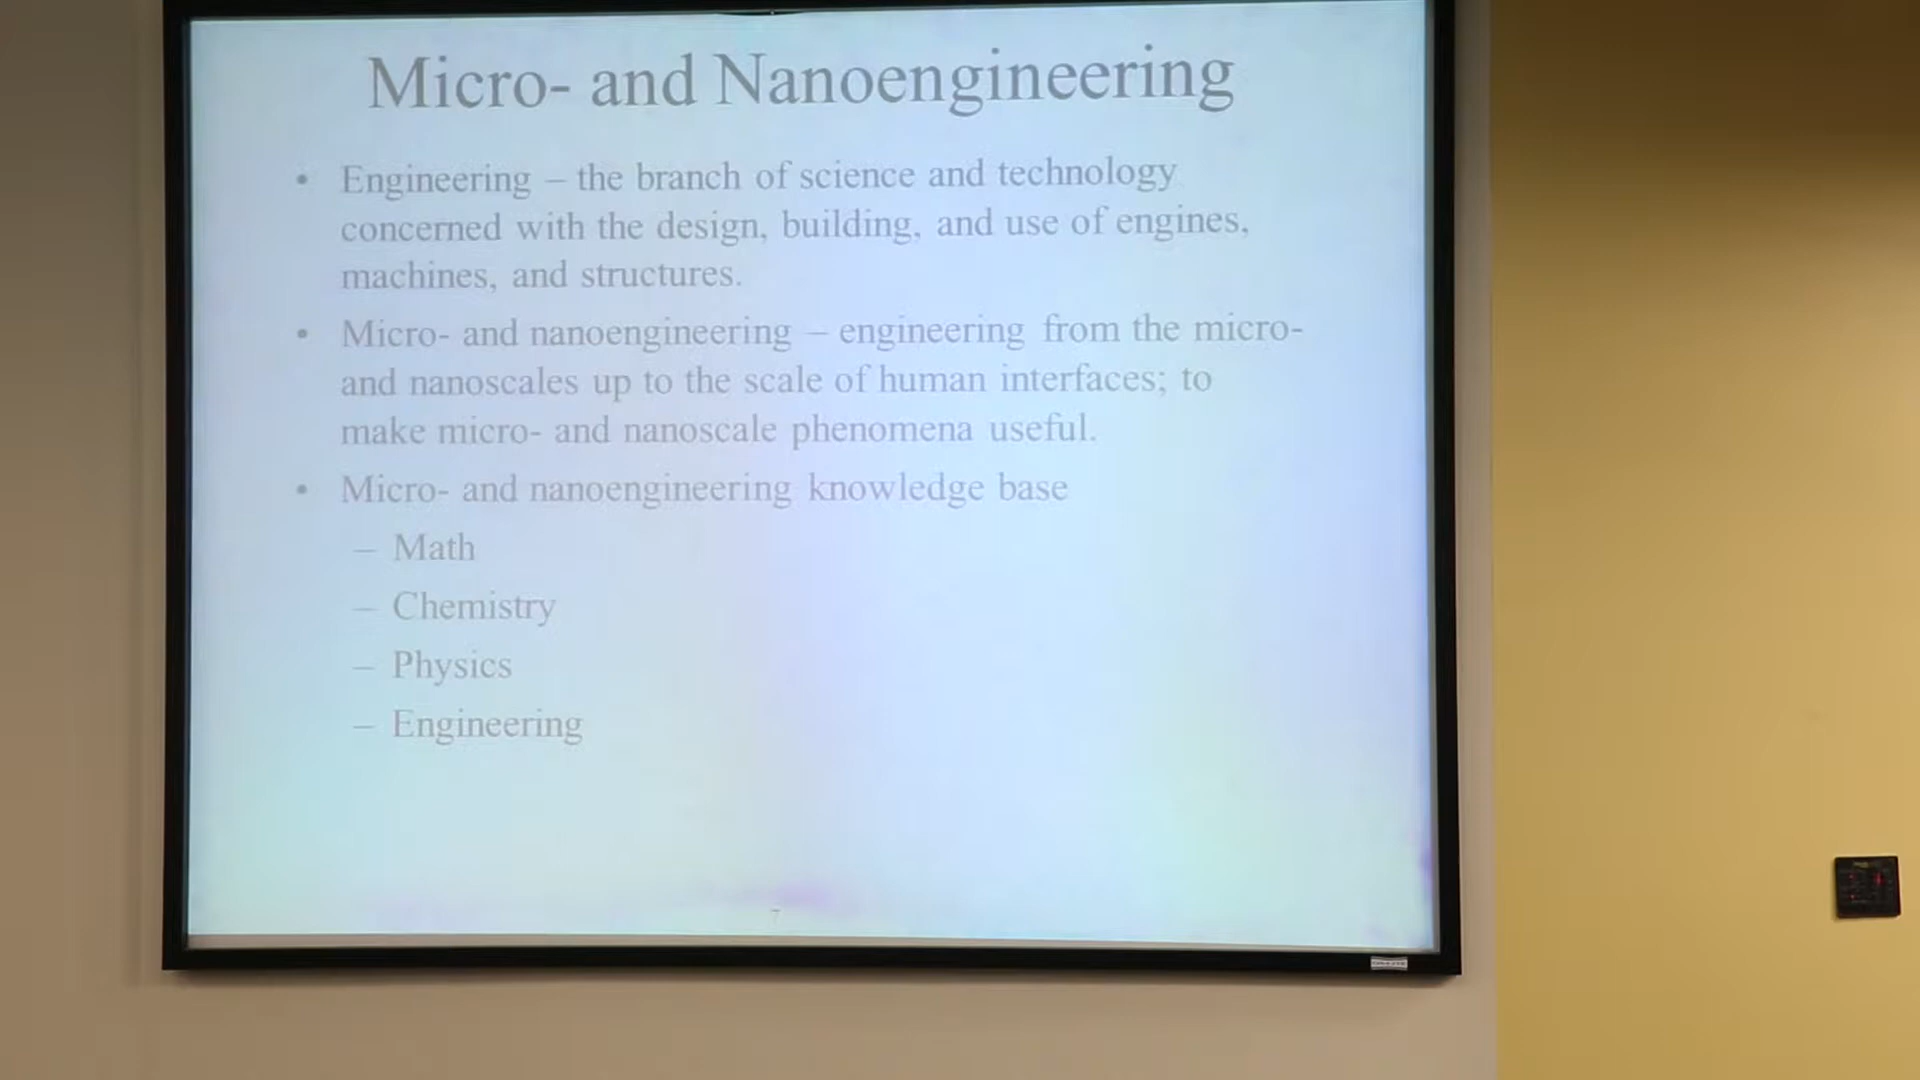 Micro- and Nanoengineering
• Engineering – the branch of science and technology
concerned with the design, building, and use of engines,
machines, and structures.
• Micro- and nanoengineering – engineering from the micro-
and nanoscales up to the scale of human interfaces; to
make micro- and nanoscale phenomena useful.
• Micro- and nanoengineering knowledge base
– Math
– Chemistry
– Physics
– Engineering